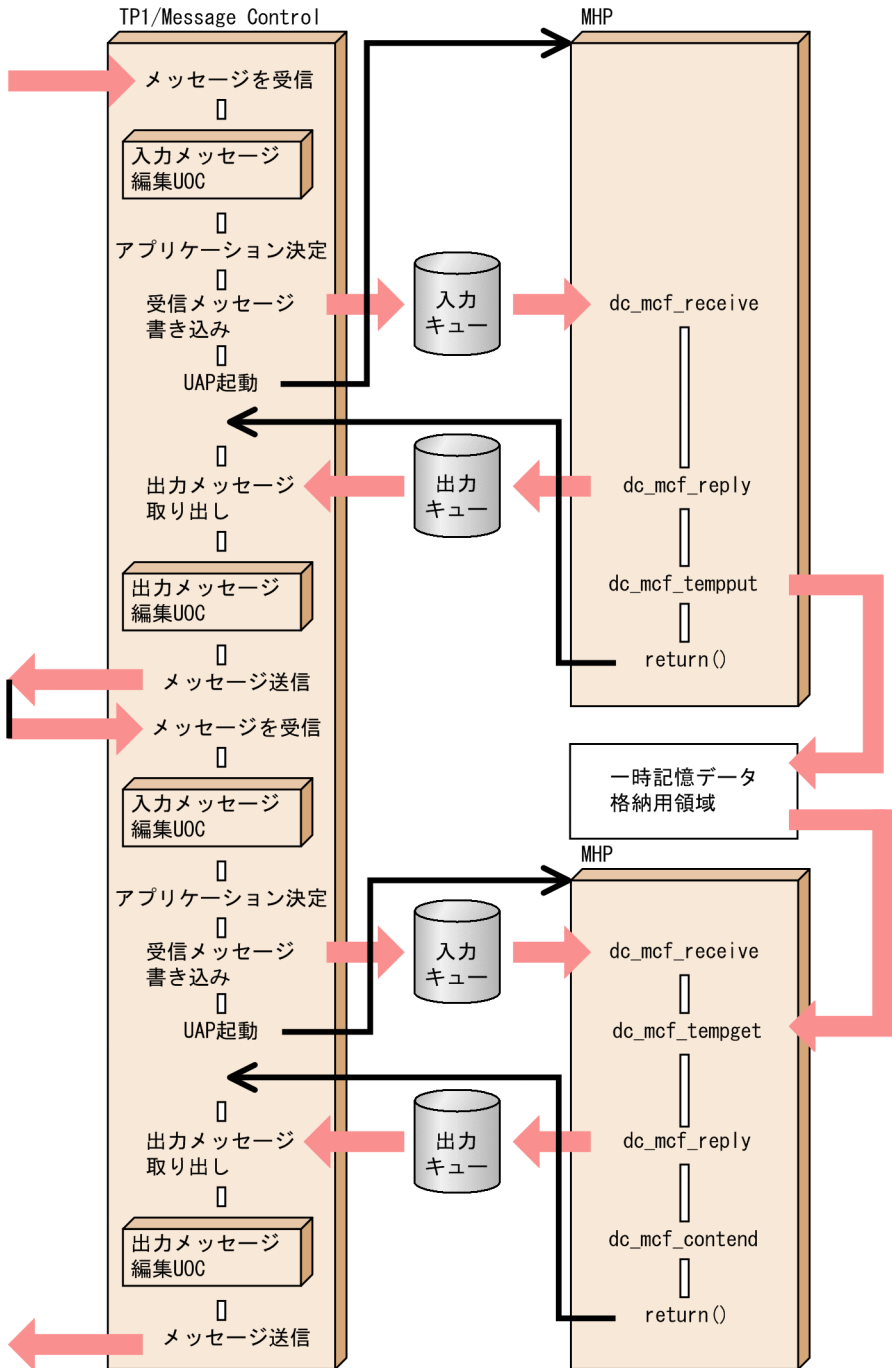 TP1/Message Control
MHP
メッセージを受信
入力メッセージ
編集UOC
アプリケーション決定
受信メッセージ
書き込み
入力
キュー
dc_mcf_receive
UAP起動
出力メッセージ
取り出し
出力
キュー
dc_mcf_reply
出力メッセージ
編集UOC
dc_mcf_tempput
メッセージ送信
return()
メッセージを受信
一時記憶データ
格納用領域
入力メッセージ
編集UOC
MHP
アプリケーション決定
受信メッセージ
書き込み
入力
キュー
dc_mcf_receive
UAP起動
dc_mcf_tempget
出力メッセージ
取り出し
出力
キュー
dc_mcf_reply
出力メッセージ
編集UOC
dc_mcf_contend
メッセージ送信
return()